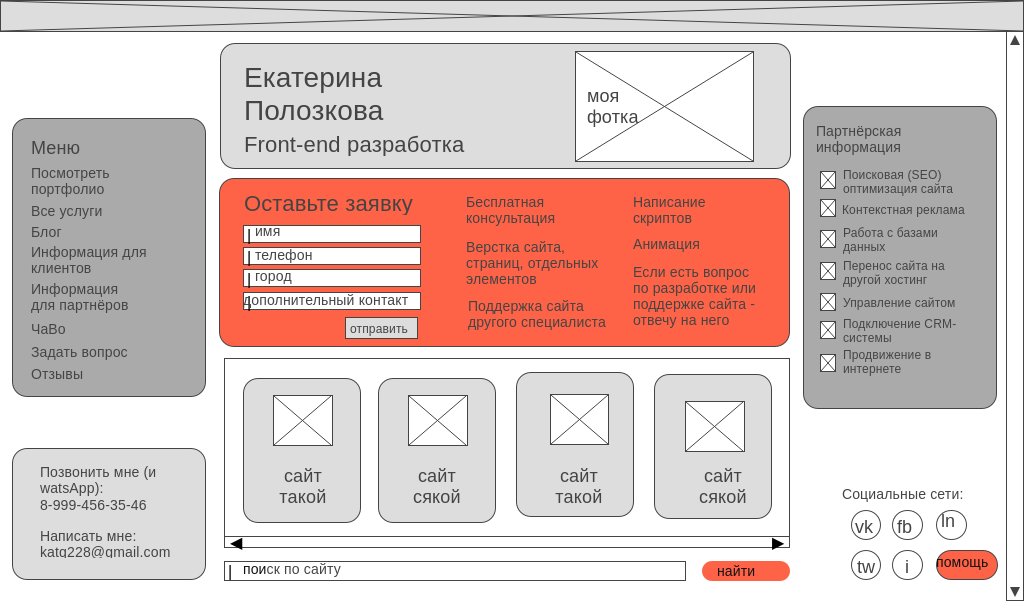 Екатерина
Полозкова
Front-end разработка
моя
фотка
Меню
Посмотреть
портфолио
Все услуги
Блог
Информация для
клиентов
Информация
для партнёров
ЧаВо
Задать вопрос
Отзывы
Оставьте заявку
имя
телефон
город
дополнительный контакт
отправить
Бесплатная
консультация
Верстка сайта,
страниц, отдельных
элементов
Поддержка сайта
другого специалиста
Написание
скриптов
Анимация
Если есть вопрос
по разработке или
поддержке сайта -
отвечу на него
Партнёрская
информация
Поисковая (SEO)
оптимизация сайта
Контекстная реклама
Работа с базами
данных
Перенос сайта на
другой хостинг
Управление сайтом
Подключение CRM-
системы
Продвижение в
интернете
сайт
такой
сайт
сякой
сайт
такой
сайт
сякой
Позвонить мне (и
watsApp):
8-999-456-35-46
Написать мне:
katq228@gmail.com
поиск по сайту
найти
Социальные сети:
vk
fb
ln
tw
i
помощь